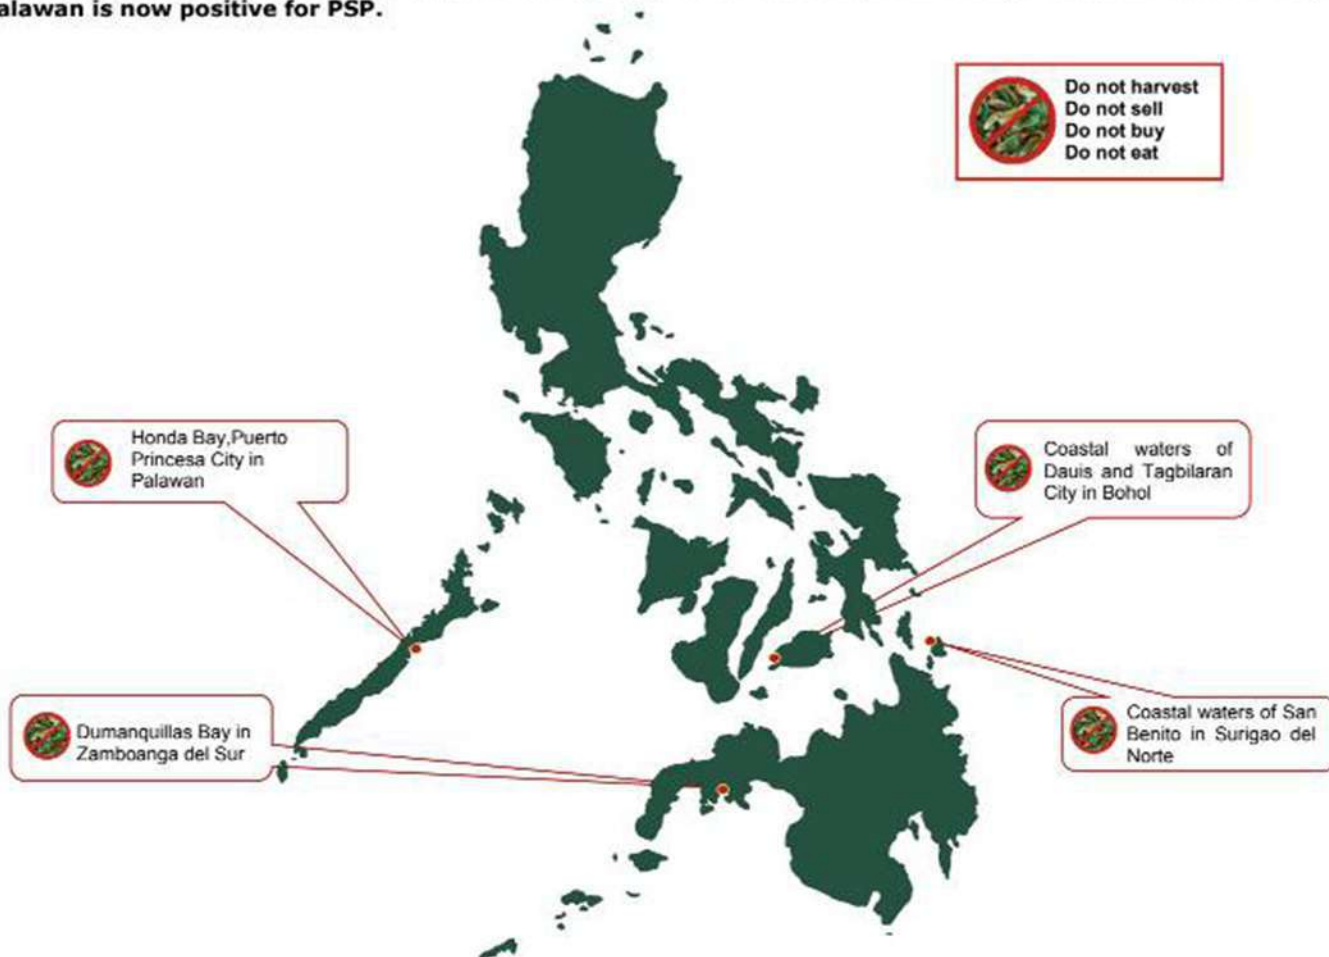 alawan is now positive for PSP.
Do not harvest
Do not sell
Do not buy
Do not eat
Honda Bay,Puerto
Princesa City in
Palawan
Coastal waters of
Dauis and Tagbilaran
City in Bohol
Dumanquillas Bay in
Zamboanga del Sur
Coastal waters of San
Benito in Surigao del
Norte